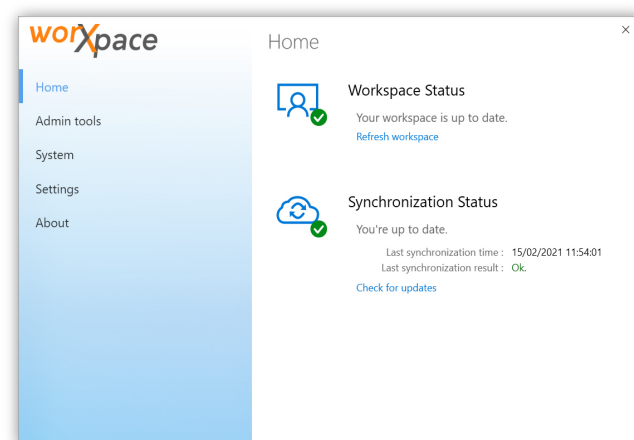 worXpace
Home
Admin tools
System
Settings
About
Home
Workspace Status
Your workspace is up to date.
Refresh workspace
Synchronization Status
You're up to date.
Last synchronization time : 15/02/2021 11:54:01
Last synchronization result : Ok.
Check for updates